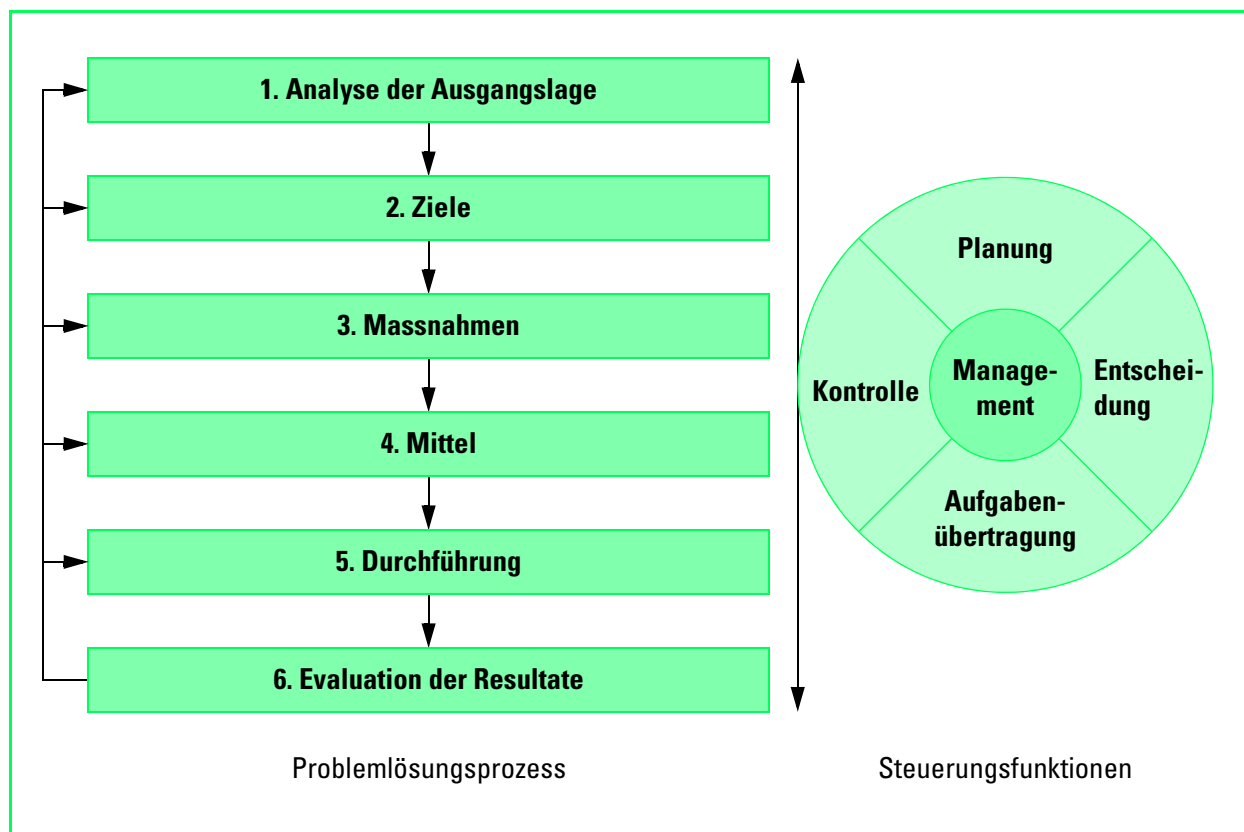 1. Analyse der Ausgangslage
2. Ziele
3. Massnahmen
4. Mittel
5. Durchführung
6. Evaluation der Resultate
Problemlösungsprozess
Planung
Kontrolle
Manage-
ment
Entschei-
dung
Aufgaben-
übertragung
Steuerungsfunktionen